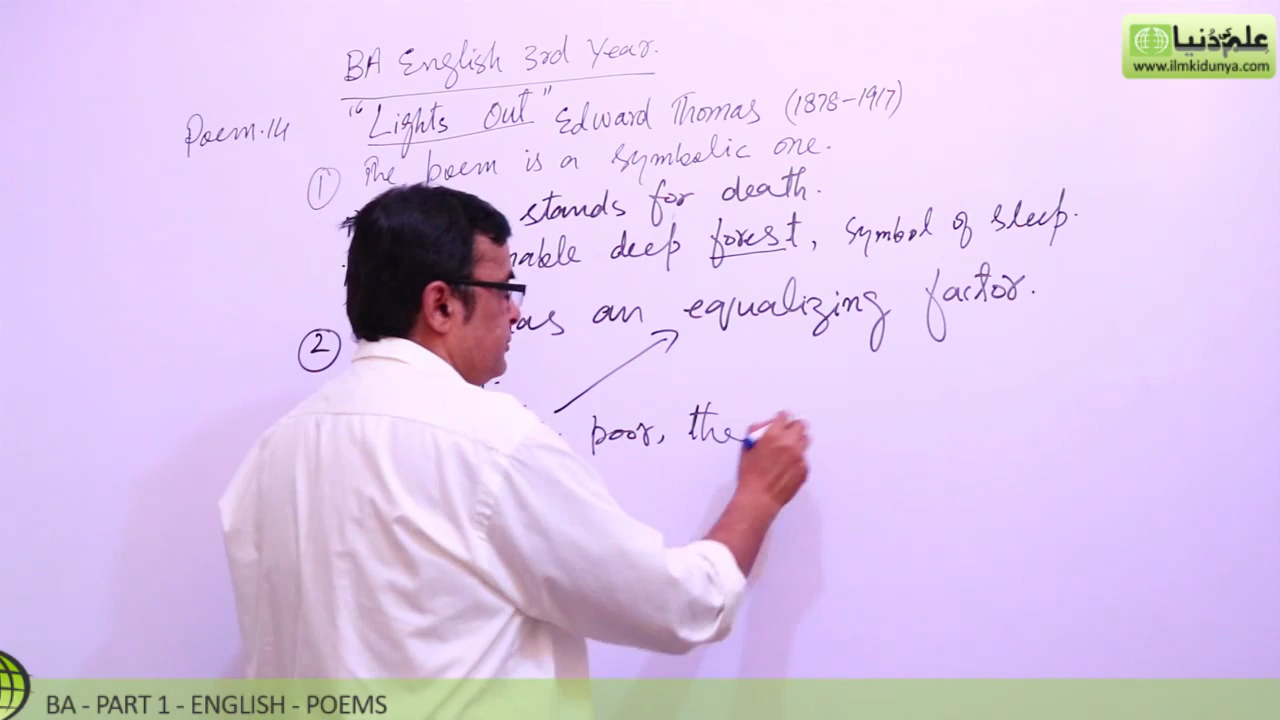 علم کی دُنیا
www.ilmkidunya.com
BA English 3rd Year.
Poem.14 "Lights Out" Edward Thomas (1878-1917)
① The poem is a symbolic one.
stands for death.
deep forest, symbol of sleep.
② as an equalizing factor.
poor, the
BA - PART 1 - ENGLISH - POEMS